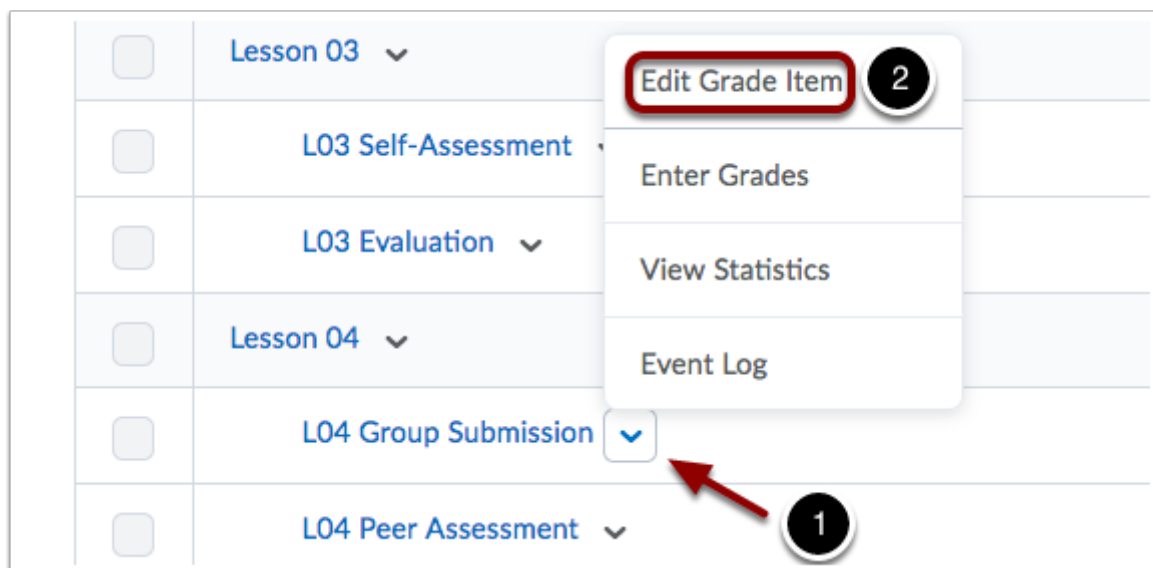 Lesson 03
Edit Grade Item
2
L03 Self-Assessment
Enter Grades
L03 Evaluation
View Statistics
Lesson 04
Event Log
L04 Group Submission
1
L04 Peer Assessment